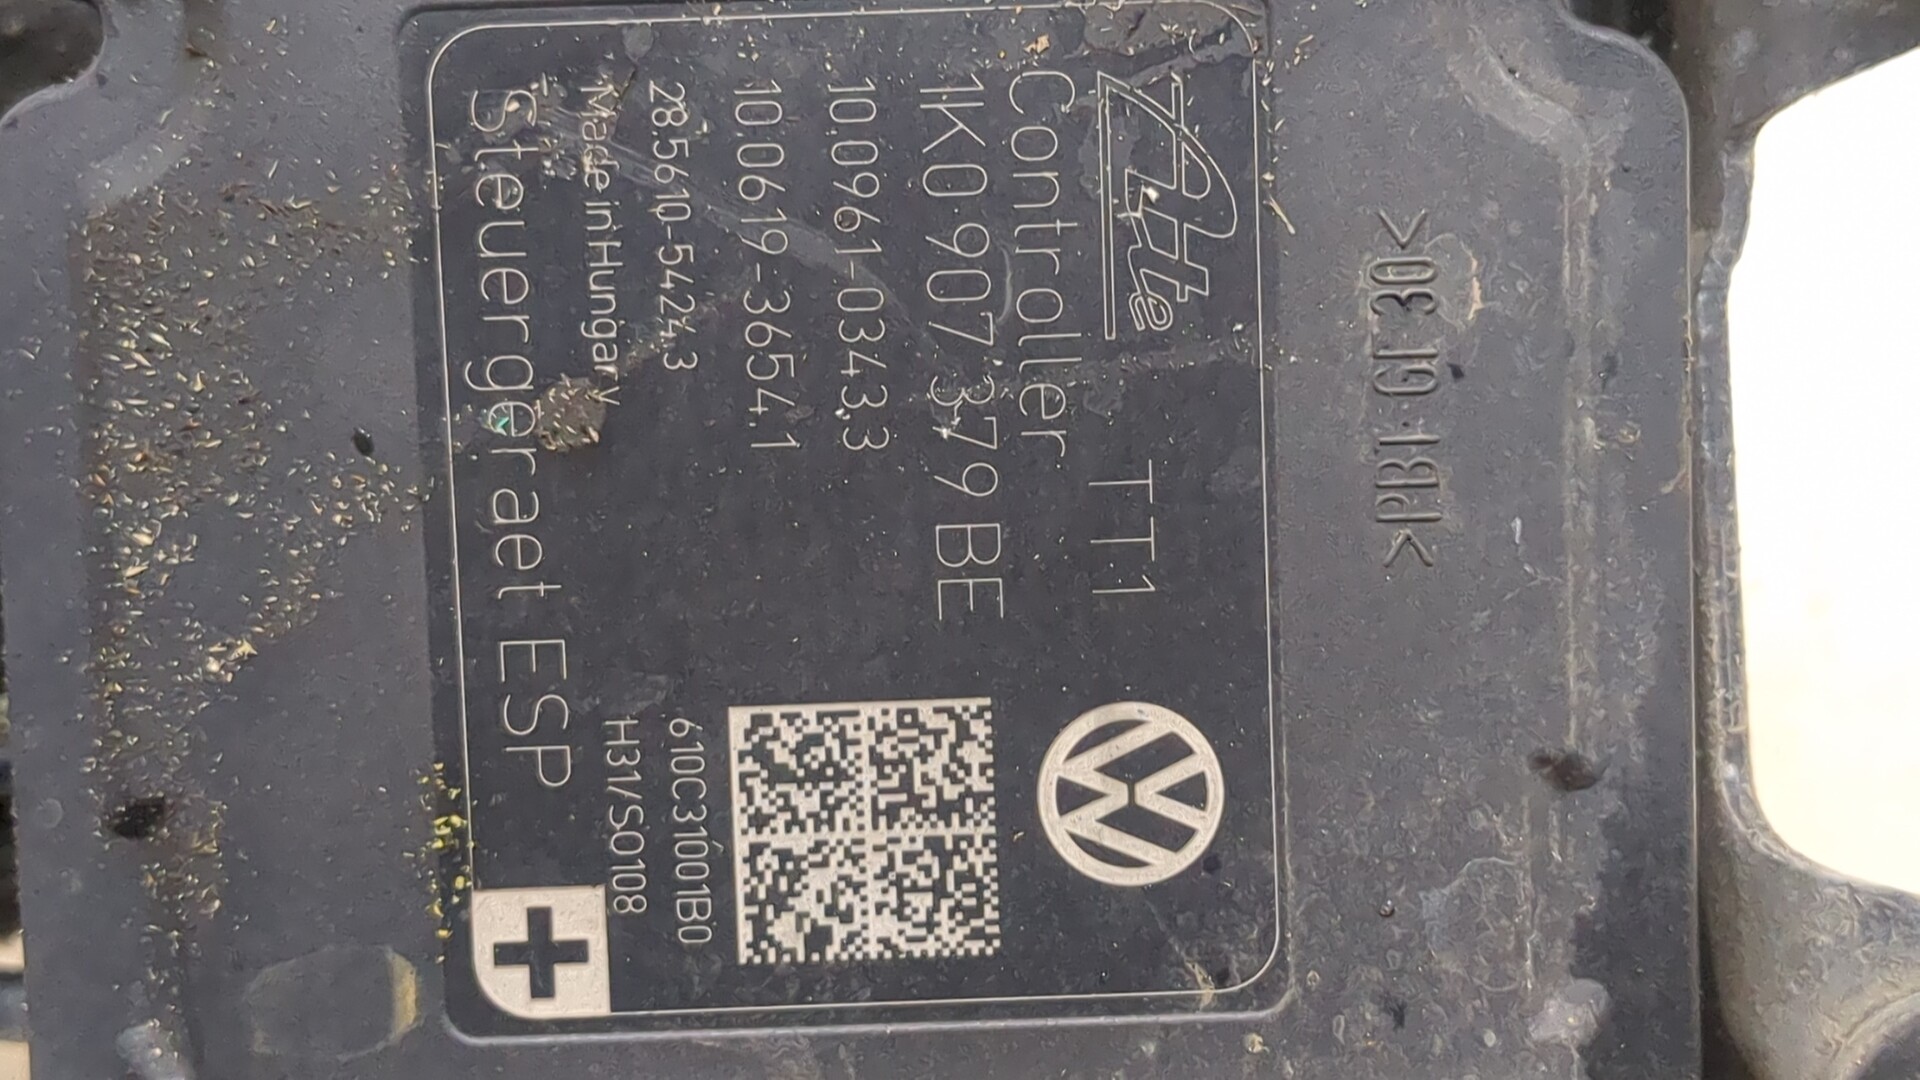 Ate TT1
Controller
1K0 907 379 BE
10.0961-0343.3
10.0619-3654.1
28.5610-5424.3
Made in Hungary
Steuergeraet ESP
610C31001B0
H31/S0108
>PBT-GF30<